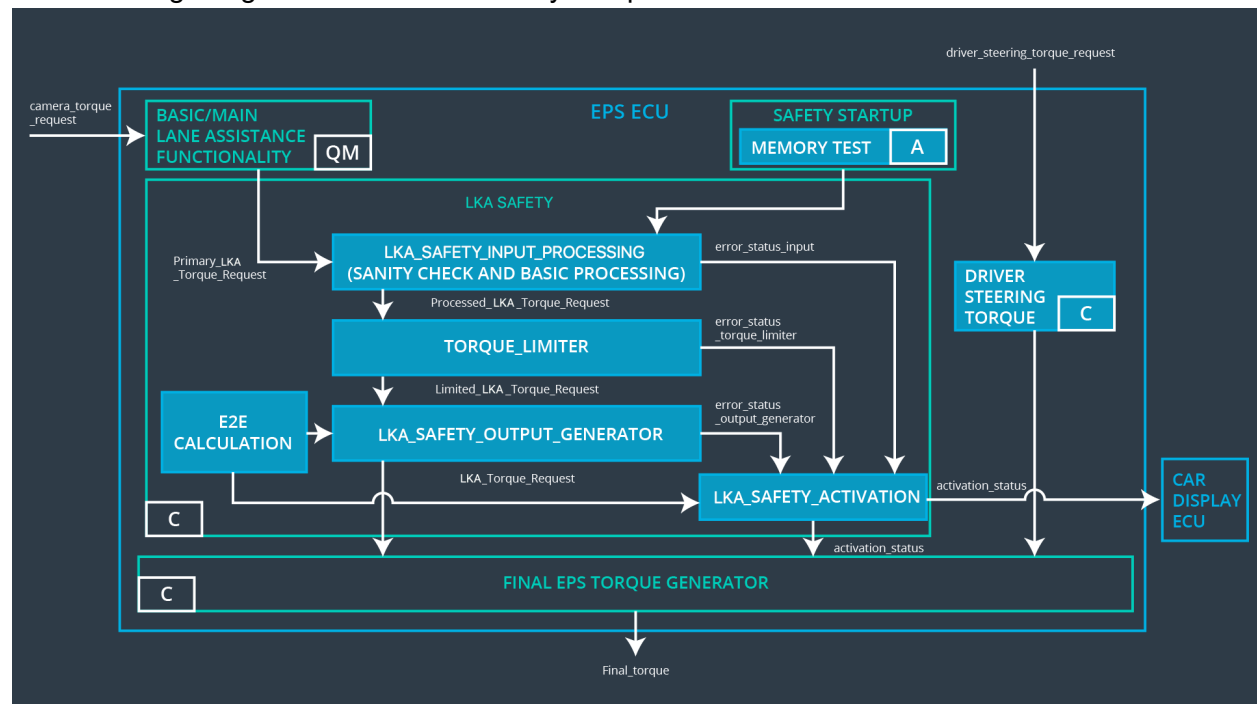 driver_steering_torque_request
camera_torque
_request
EPS ECU
BASIC/MAIN
LANE ASSISTANCE
FUNCTIONALITY
QM
SAFETY STARTUP
MEMORY TEST
A
LKA SAFETY
Primary_LKA
_Torque_Request
LKA_SAFETY_INPUT_PROCESSING
(SANITY CHECK AND BASIC PROCESSING)
error_status_input
DRIVER
STEERING
TORQUE
C
Processed_LKA_Torque_Request
TORQUE_LIMITER
error_status
_torque_limiter
Limited_LKA_Torque_Request
E2E
CALCULATION
LKA_SAFETY_OUTPUT_GENERATOR
error_status
_output_generator
LKA_Torque_Request
LKA_SAFETY_ACTIVATION
activation_status
CAR
DISPLAY
ECU
C
activation_status
FINAL EPS TORQUE GENERATOR
C
Final_torque